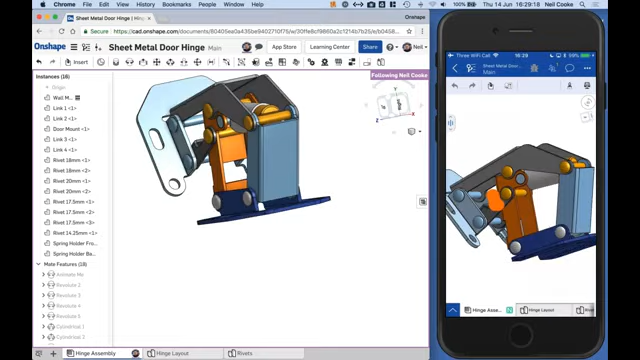 Chrome File Edit View History Bookmarks People Window Help
Thu 14 Jun 16:29:18 Neil Cooke
Sheet Metal Door Hinge | Hing
Neil
Secure https://cad.onshape.com/documents/
Onshape Sheet Metal Door Hinge Main
App Store Learning Center Share Neil
Insert
Instances (18)
Following Neil Cooke
Origin
Wall M...
Link 1 <1>
Link 2 <1>
Door Mount <1>
Link 3 <1>
Link 4 <1>
Rivet 18mm <1>
Rivet 18mm <2>
Rivet 20mm <1>
Rivet 20mm <2>
Rivet 17.5mm <1>
Rivet 17.5mm <2>
Rivet 17.5mm <3>
Rivet 14.25mm <1>
Spring Holder Fro...
Spring Holder Ba...
Mate Features (18)
Animate Me
Revolute 2
Revolute 3
Revolute 4
Revolute 5
Revolute 6
Cylindrical 1
Cylindrical 2
Y
Z
X
Hinge Assembly Hinge Layout Rivets
Three WiFi Call 16:29
Sheet Metal Door...
Main
Hinge Asse... N Hinge Layout